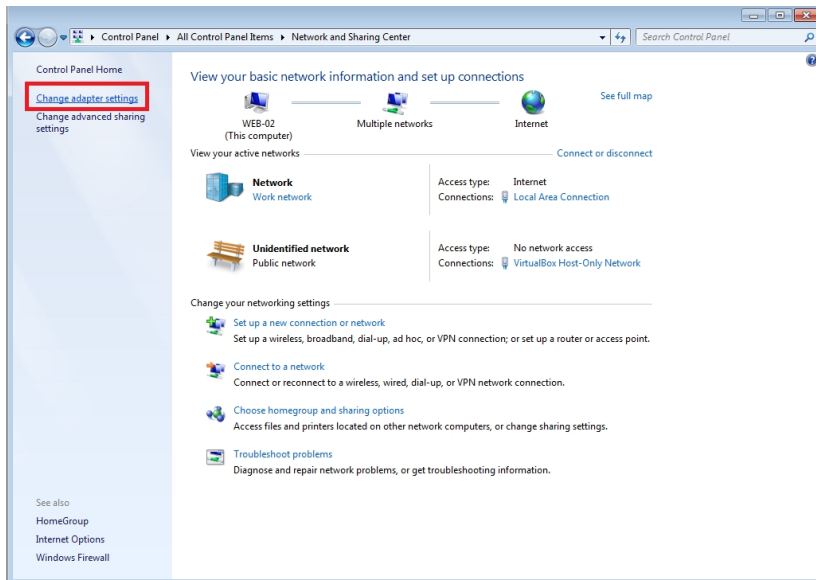 Control Panel ▸ All Control Panel Items ▸ Network and Sharing Center
Search Control Panel
Control Panel Home
Change adapter settings
Change advanced sharing
settings
View your basic network information and set up connections
See full map
WEB-02
(This computer)
Multiple networks
Internet
View your active networks
Connect or disconnect
Network
Work network
Access type: Internet
Connections: Local Area Connection
Unidentified network
Public network
Access type: No network access
Connections: VirtualBox Host-Only Network
Change your networking settings
Set up a new connection or network
Set up a wireless, broadband, dial-up, ad hoc, or VPN connection; or set up a router or access point.
Connect to a network
Connect or reconnect to a wireless, wired, dial-up, or VPN network connection.
Choose homegroup and sharing options
Access files and printers located on other network computers, or change sharing settings.
Troubleshoot problems
Diagnose and repair network problems, or get troubleshooting information.
See also
HomeGroup
Internet Options
Windows Firewall